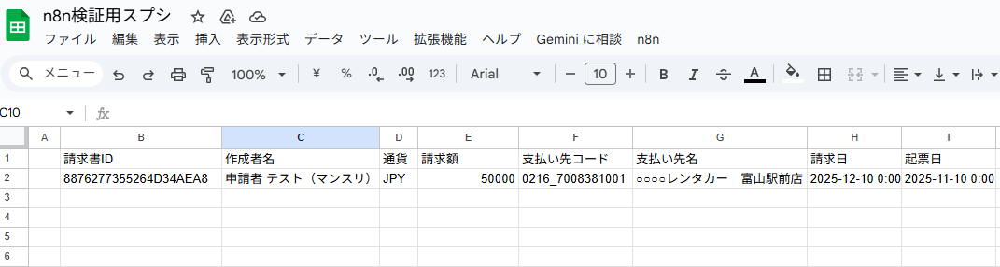 n8n検証用スプシ
ファイル 編集 表示 挿入 表示形式 データ ツール 拡張機能 ヘルプ Gemini に相談 n8n
メニュー 100% ¥ % .0 .00 123 Arial 10 B I S A
C10 fx
A B C D E F G H I
1 請求書ID 作成者名 通貨 請求額 支払い先コード 支払い先名 請求日 起票日
2 8876277355264D34AEA8 申請者 テスト（マンスリ） JPY 50000 0216_7008381001 ○○○○レンタカー　富山駅前店 2025-12-10 0:00 2025-11-10 0:00
3
4
5
6